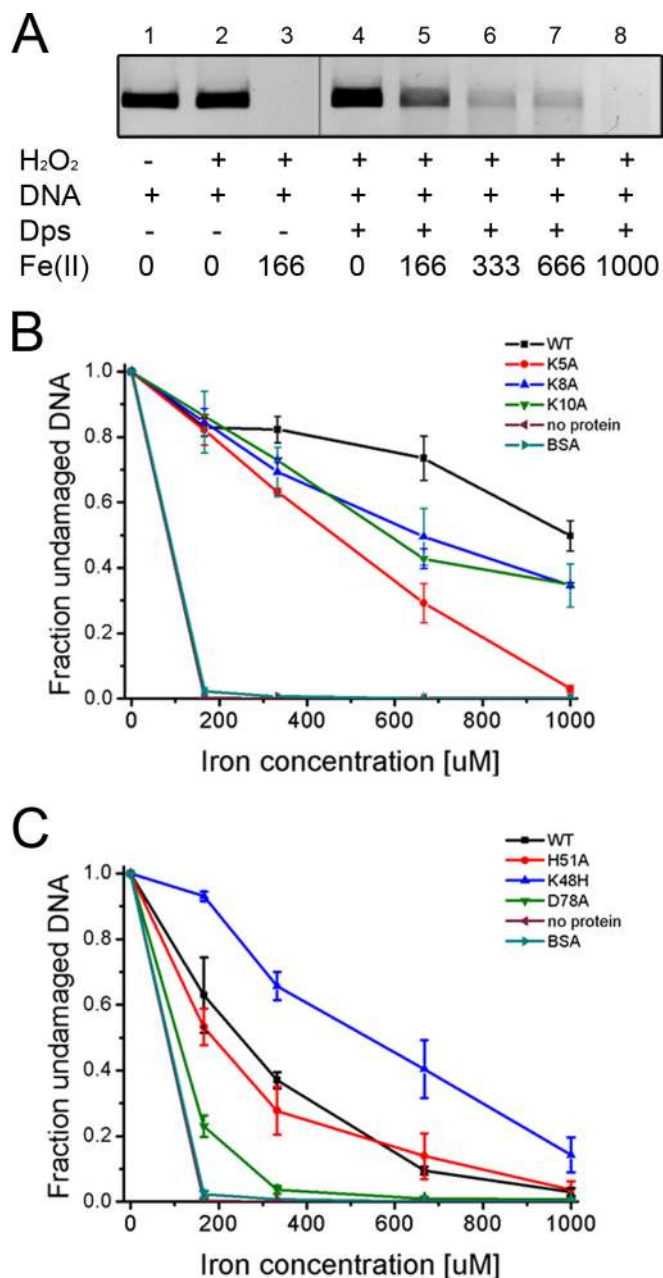 A
1 2 3 4 5 6 7 8
H₂O₂ - + + + + + + +
DNA + + + + + + + +
Dps - - - + + + + +
Fe(II) 0 0 166 0 166 333 666 1000
B
WT
K5A
K8A
K10A
no protein
BSA
1.0
0.8
0.6
0.4
0.2
0.0
Fraction undamaged DNA
0 200 400 600 800 1000
Iron concentration [uM]
C
WT
H51A
K48H
D78A
no protein
BSA
1.0
0.8
0.6
0.4
0.2
0.0
Fraction undamaged DNA
0 200 400 600 800 1000
Iron concentration [uM]